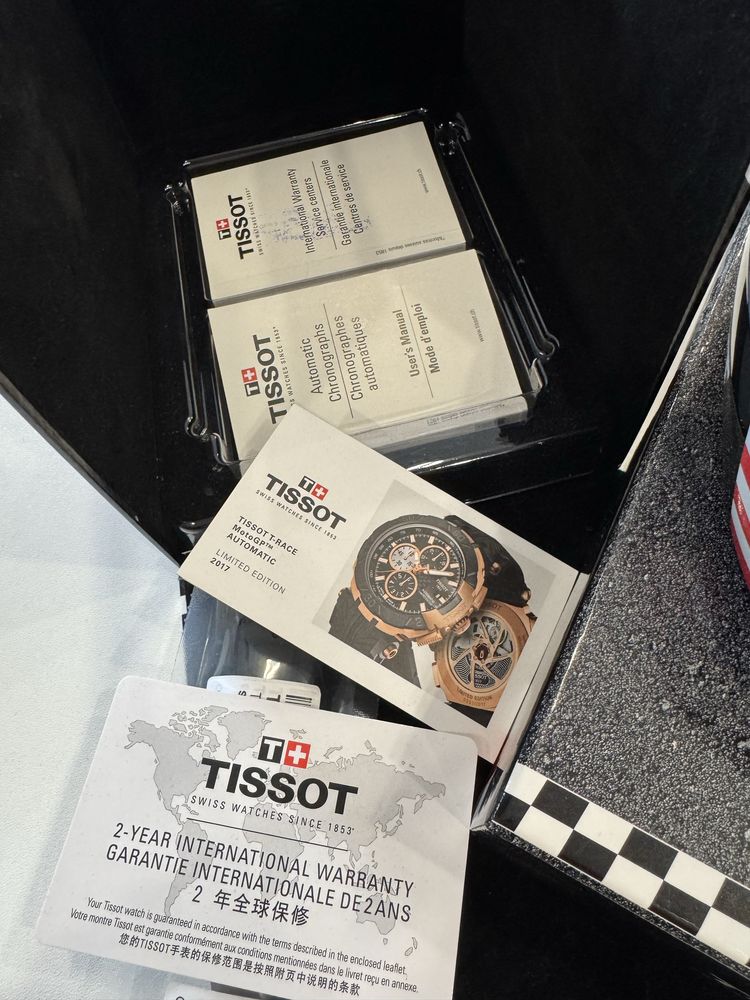 T+
TISSOT
SWISS WATCHES SINCE 1853
International Warranty
Service centers
Garantie internationale
Centres de service
T+
TISSOT
SS WATCHES SINCE 1853
Automatic
Chronographs
Chronographes
automatiques
User's Manual
Mode d'emploi
www.tissot.ch
T+
TISSOT
SWISS WATCHES SINCE 1853
TISSOT T-RACE
MotoGP™
AUTOMATIC
LIMITED EDITION
2017
T+
TISSOT
SWISS WATCHES SINCE 1853
2-YEAR INTERNATIONAL WARRANTY
GARANTIE INTERNATIONALE DE 2 ANS
2 年全球保修
Your Tissot watch is guaranteed in accordance with the terms described in the enclosed leaflet.
Votre montre Tissot est garantie conformément aux conditions mentionnées dans le livret reçu en annexe.
您的TISSOT手表的保修范围是按照附页中说明的条款